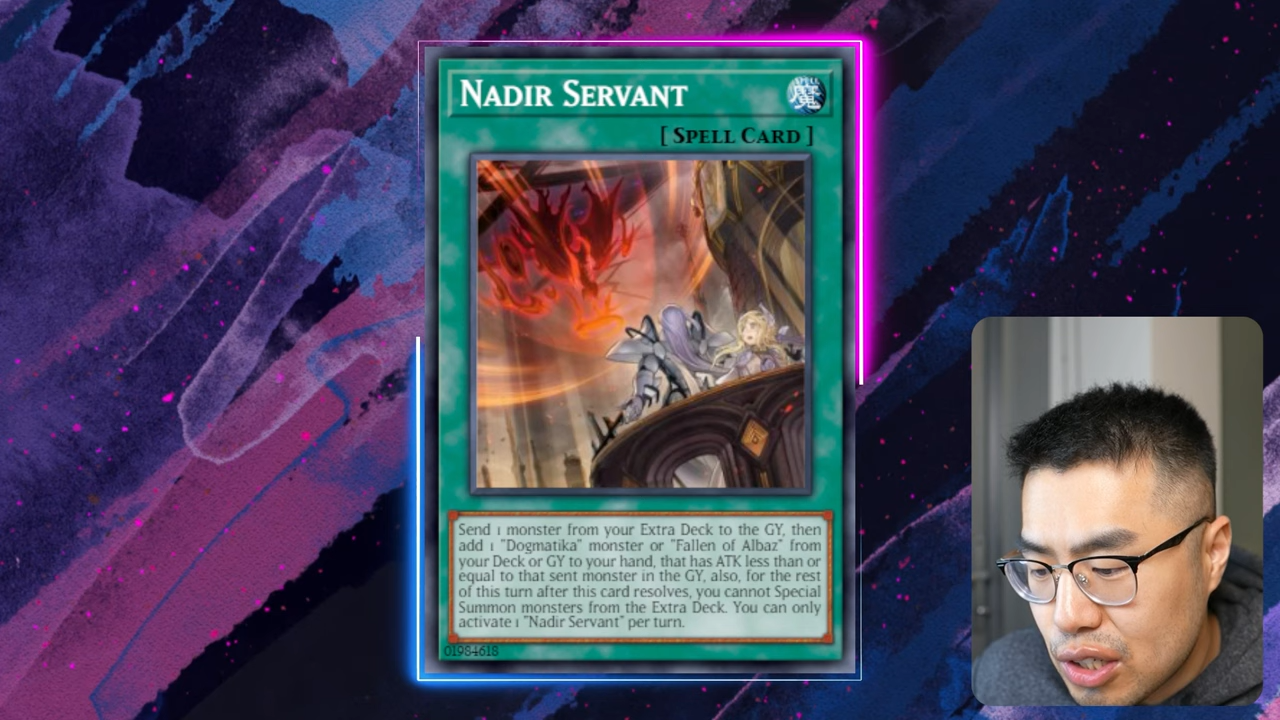 Nadir Servant
魔
[ Spell Card ]
Send 1 monster from your Extra Deck to the GY, then
add 1 "Dogmatika" monster or "Fallen of Albaz" from
your Deck or GY to your hand, that has ATK less than or
equal to that sent monster in the GY, also, for the rest
of this turn after this card resolves, you cannot Special
Summon monsters from the Extra Deck. You can only
activate 1 "Nadir Servant" per turn.
01984618